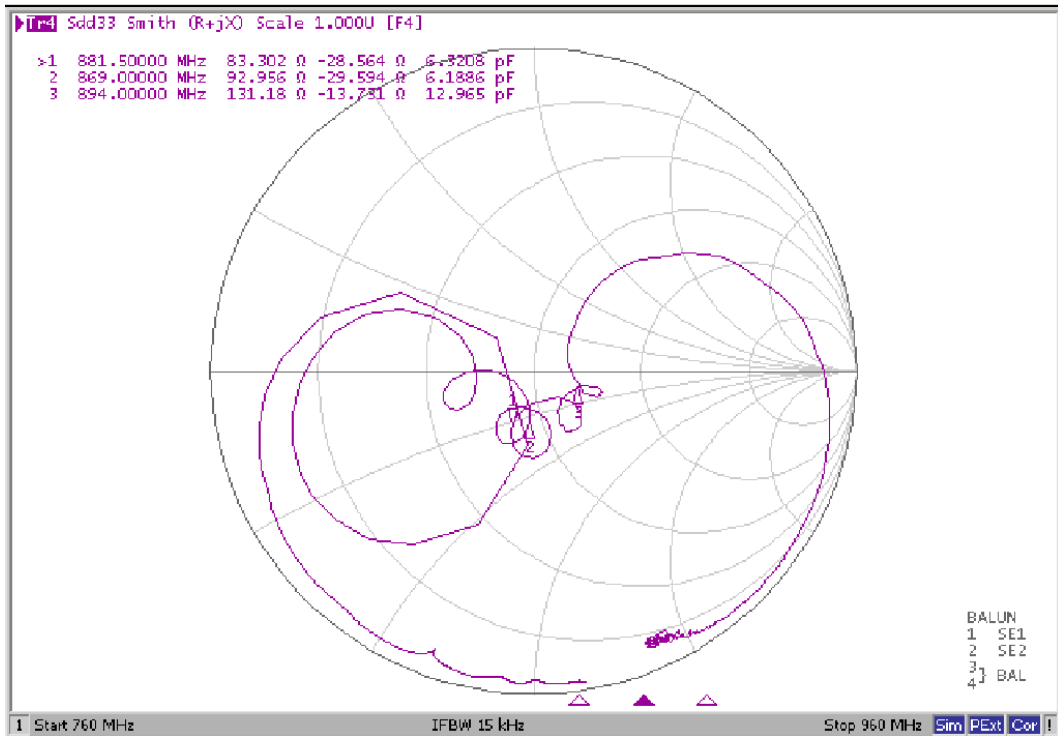 Tr4 Sdd33 Smith (R+jX) Scale 1.000U [F4]
>1 881.50000 MHz 83.302 Ω -28.564 Ω 6.3208 pF
2 869.00000 MHz 92.956 Ω -29.594 Ω 6.1886 pF
3 894.00000 MHz 131.18 Ω -13.731 Ω 12.965 pF
2
3
BALUN
1 SE1
2 SE2
3
4} BAL
1 Start 760 MHz IFBW 15 kHz Stop 960 MHz Sim PExt Cor !